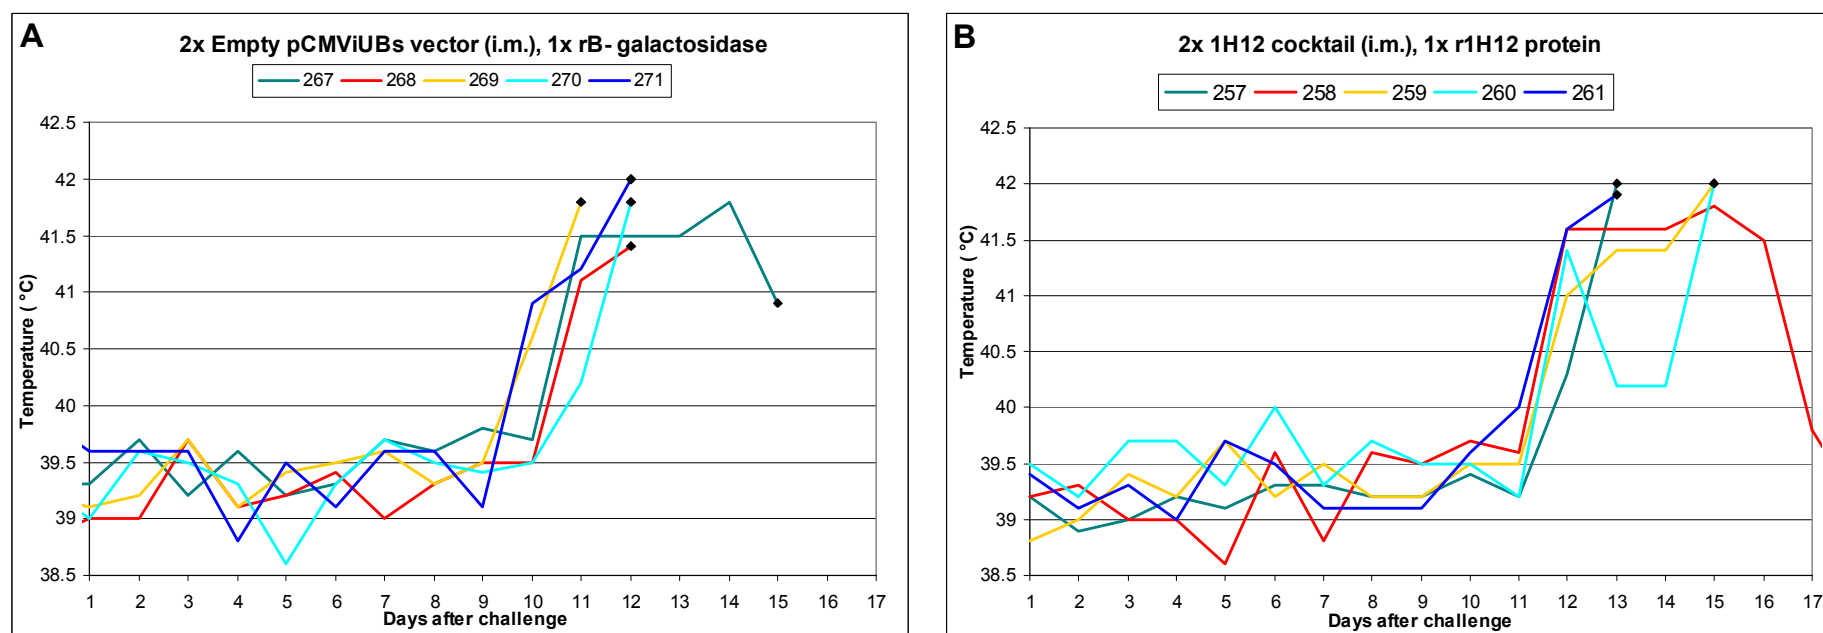 A
2x Empty pCMViUBs vector (i.m.), 1x rB- galactosidase
267 268 269 270 271
42.5
42
41.5
41
40.5
40
39.5
39
38.5
Temperature ( °C)
1 2 3 4 5 6 7 8 9 10 11 12 13 14 15 16 17
Days after challenge
B
2x 1H12 cocktail (i.m.), 1x r1H12 protein
257 258 259 260 261
42.5
42
41.5
41
40.5
40
39.5
39
38.5
Temperature ( °C)
1 2 3 4 5 6 7 8 9 10 11 12 13 14 15 16 17
Days after challenge